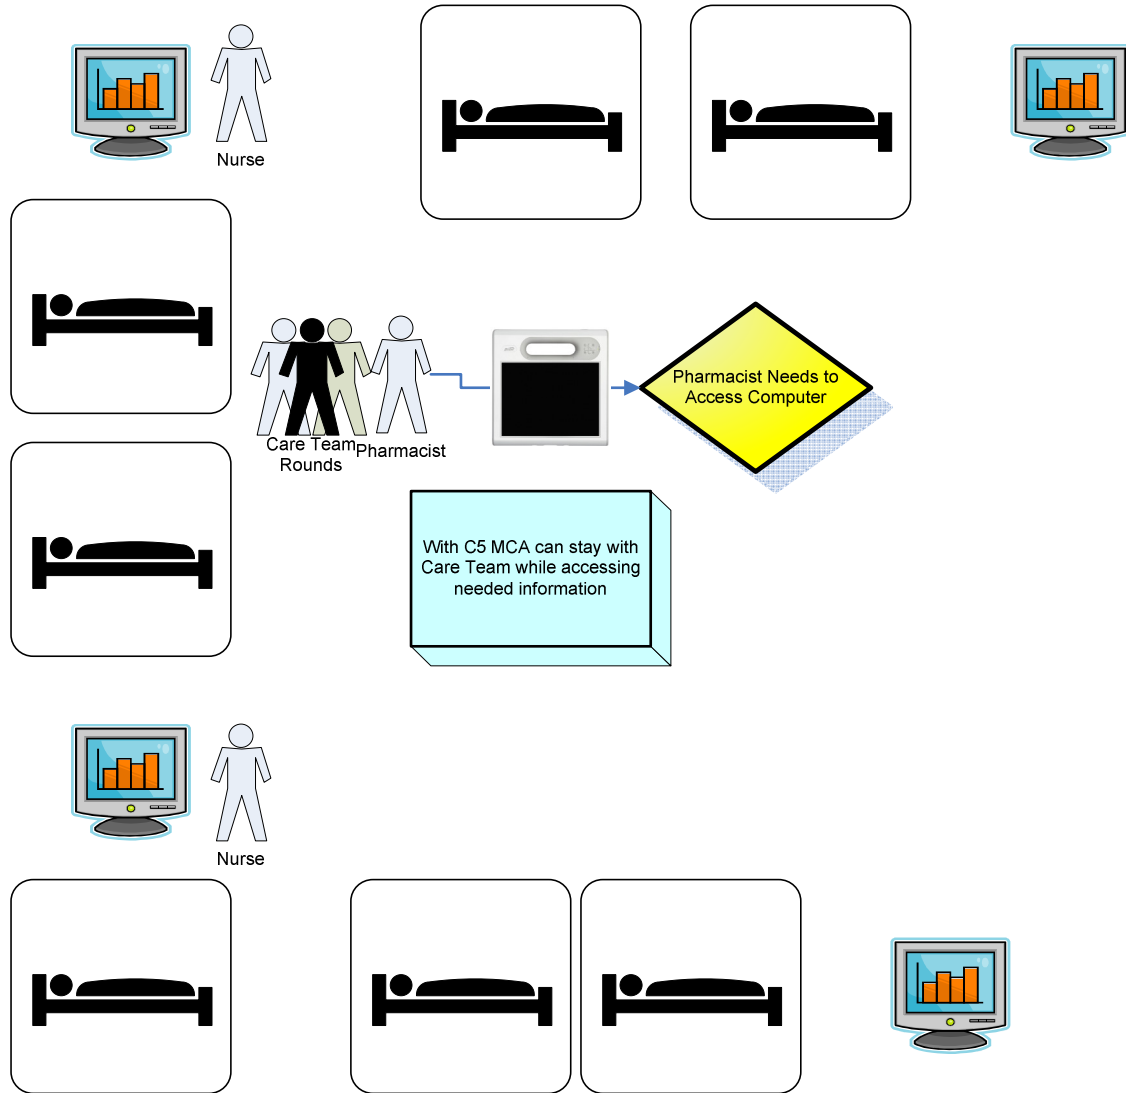 Nurse
Pharmacist Needs to
Access Computer
Care Team
Rounds
Pharmacist
With C5 MCA can stay with
Care Team while accessing
needed information
Nurse